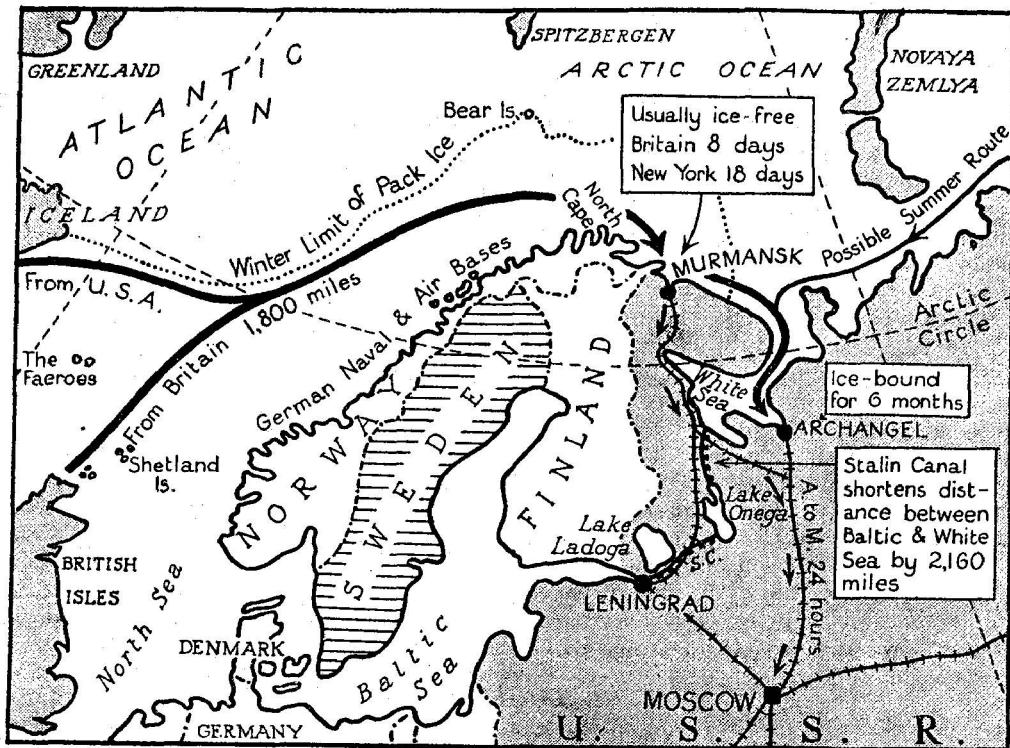 GREENLAND
ATLANTIC
OCEAN
SPITZBERGEN
ARCTIC OCEAN
NOVAYA
ZEMLYA
Bear Is.
Usually ice-free
Britain 8 days
New York 18 days
ICELAND
Winter Limit of Pack Ice
North
Cape
Possible Summer Route
From U.S.A.
1,800 miles
German Naval & Air Bases
MURMANSK
Arctic
Circle
The
Faeroes
From Britain
White
Sea
Ice-bound
for 6 months
ARCHANGEL
Shetland
Is.
NORWAY
SWEDEN
FINLAND
Stalin Canal
shortens dist-
ance between
Baltic & White
Sea by 2,160
miles
Lake
Onega
Lake
Ladoga
S.C.
A. to M. 24 hours
BRITISH
ISLES
North Sea
LENINGRAD
DENMARK
Baltic
Sea
MOSCOW
GERMANY
U.S.S.R.